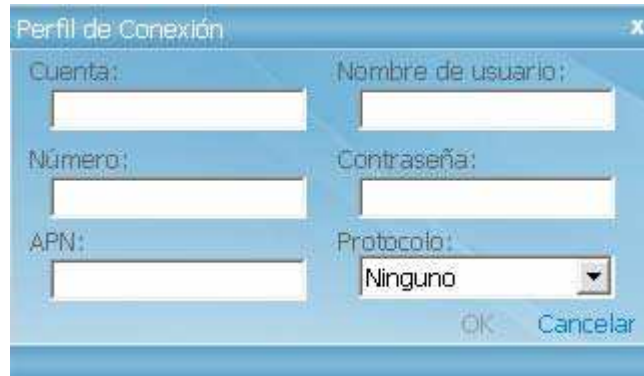 Perfil de Conexión x
Cuenta: Nombre de usuario:
Número: Contraseña:
APN: Protocolo:
Ninguno
OK Cancelar